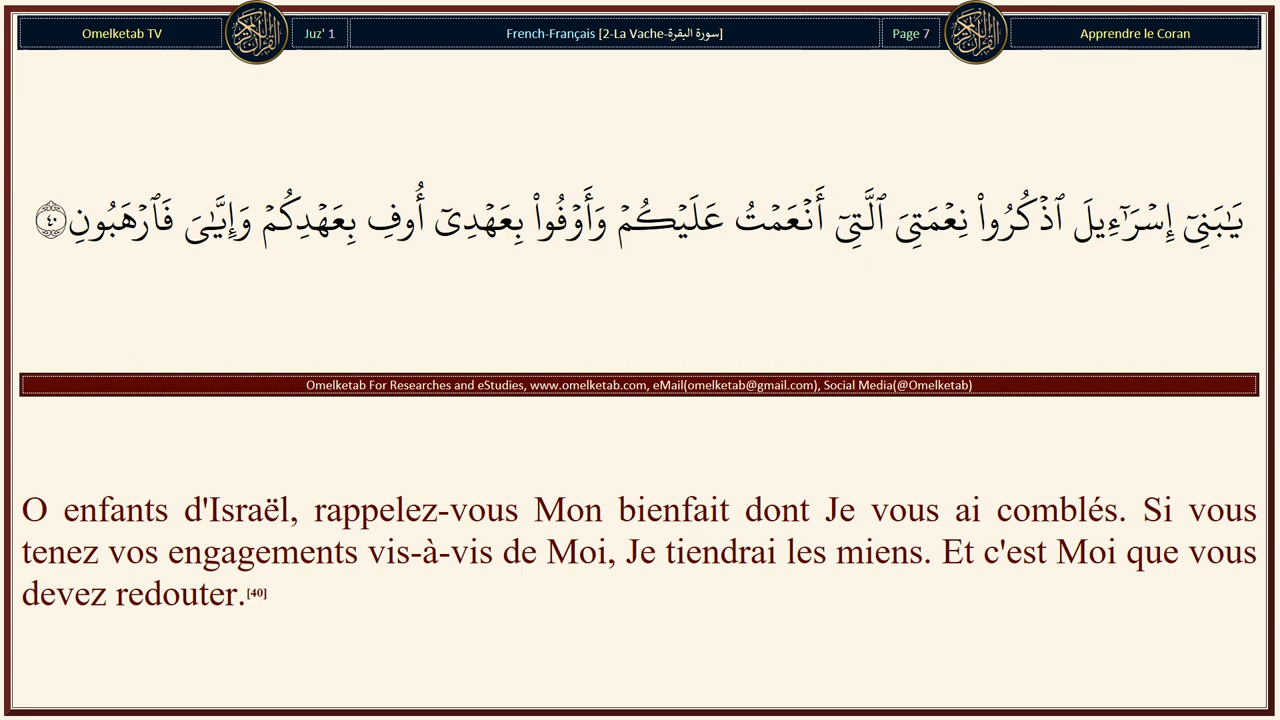 Omelketab TV
Juz' 1
French-Français [2-La Vache-سورة البقرة]
Page 7
Apprendre le Coran
يَٰبَنِىٓ إِسۡرَٰٓءِيلَ ٱذۡكُرُواْ نِعۡمَتِىَ ٱلَّتِىٓ أَنۡعَمۡتُ عَلَيۡكُمۡ وَأَوۡفُواْ بِعَهۡدِىٓ أُوفِ بِعَهۡدِكُمۡ وَإِيَّٰىَ فَٱرۡهَبُونِ ٤٠
Omelketab For Researches and eStudies, www.omelketab.com, eMail(omelketab@gmail.com), Social Media(@Omelketab)
O enfants d'Israël, rappelez-vous Mon bienfait dont Je vous ai comblés. Si vous
tenez vos engagements vis-à-vis de Moi, Je tiendrai les miens. Et c'est Moi que vous
devez redouter.[40]